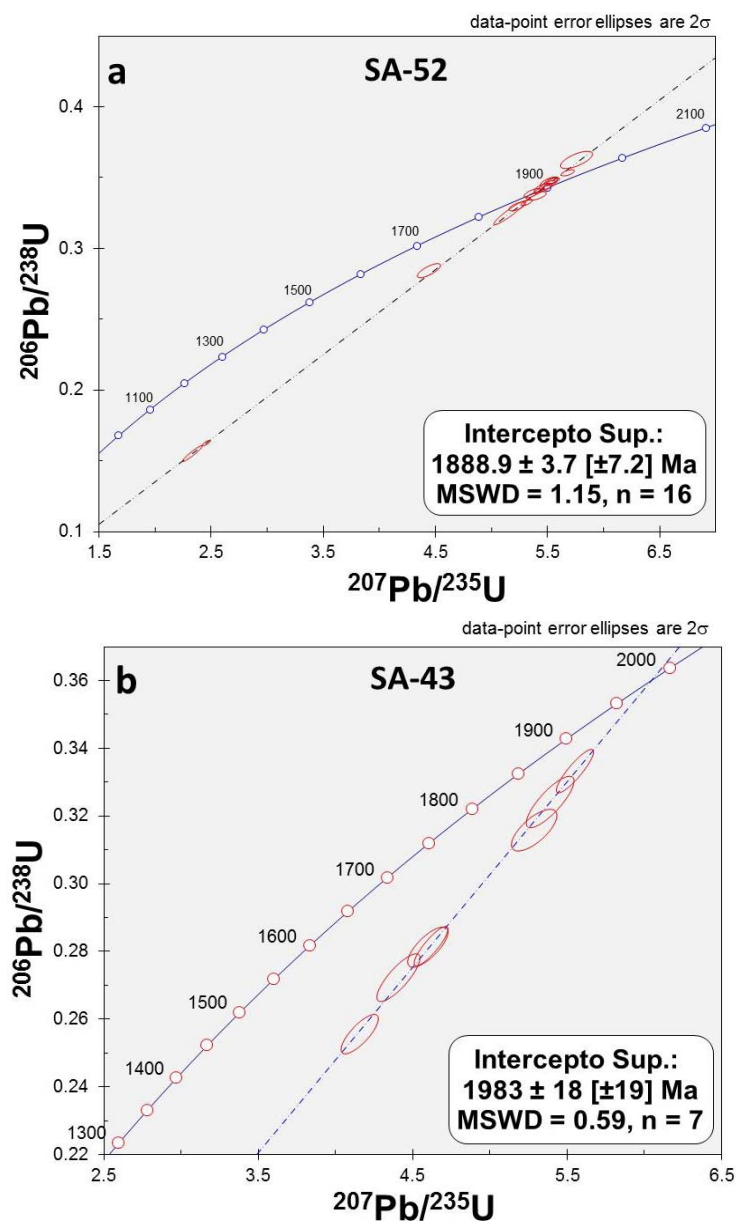 data-point error ellipses are 2σ
a
SA-52
0.4
0.3
0.2
0.1
2100
1900
1700
1500
1300
1100
Intercepto Sup.:
1888.9 ± 3.7 [±7.2] Ma
MSWD = 1.15, n = 16
1.5 2.5 3.5 4.5 5.5 6.5
²⁰⁶Pb/²³⁸U
²⁰⁷Pb/²³⁵U
data-point error ellipses are 2σ
b
SA-43
0.36
0.34
0.32
0.30
0.28
0.26
0.24
0.22
2000
1900
1800
1700
1600
1500
1400
1300
Intercepto Sup.:
1983 ± 18 [±19] Ma
MSWD = 0.59, n = 7
2.5 3.5 4.5 5.5 6.5
²⁰⁶Pb/²³⁸U
²⁰⁷Pb/²³⁵U